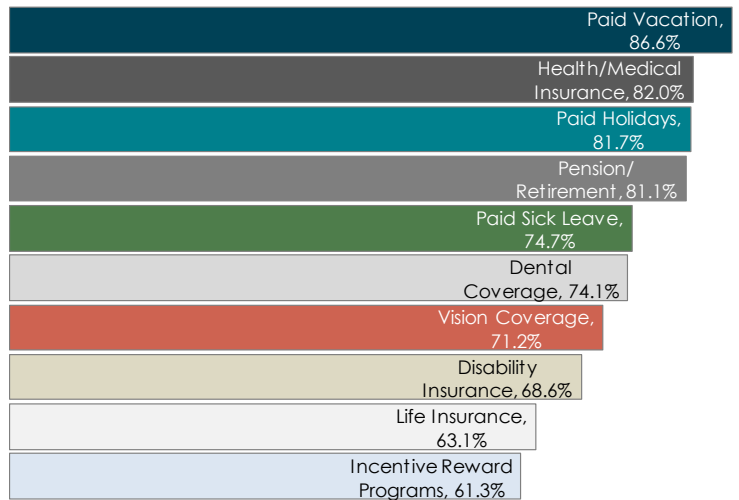 Paid Vacation,
86.6%
Health/Medical
Insurance, 82.0%
Paid Holidays,
81.7%
Pension/
Retirement, 81.1%
Paid Sick Leave,
74.7%
Dental
Coverage, 74.1%
Vision Coverage,
71.2%
Disability
Insurance, 68.6%
Life Insurance,
63.1%
Incentive Reward
Programs, 61.3%